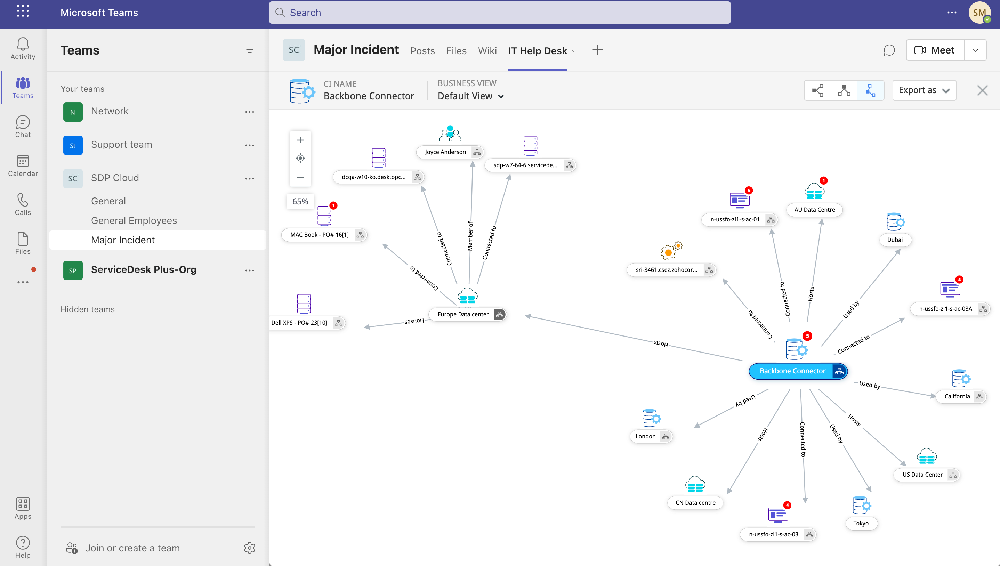 Microsoft Teams
Search
SM
Activity
Teams
Chat
Calendar
Calls
Files
Apps
Help
Teams
Your teams
N
Network
St
Support team
SC
SDP Cloud
General
General Employees
Major Incident
SP
ServiceDesk Plus-Org
Hidden teams
Join or create a team
SC
Major Incident
Posts
Files
Wiki
IT Help Desk
Meet
CI NAME
Backbone Connector
BUSINESS VIEW
Default View
Export as
65%
Joyce Anderson
sdp-w7-64-6.servicede...
dcqa-w10-ko.desktopc...
1
MAC Book - PO# 16[1]
Dell XPS - PO# 23[10]
Europe Data center
Connected to
Member of
Connected to
Connected to
Houses
Hosts
5
n-ussfo-zi1-s-ac-01
1
AU Data Centre
Dubai
sri-3461.csez.zohocor...
4
n-ussfo-zi1-s-ac-03A
Connected to
Connected to
Hosts
Used by
Connected to
5
Backbone Connector
Used by
California
Used by
London
Hosts
Connected to
Used by
Hosts
US Data Center
CN Data centre
4
n-ussfo-zi1-s-ac-03
Tokyo